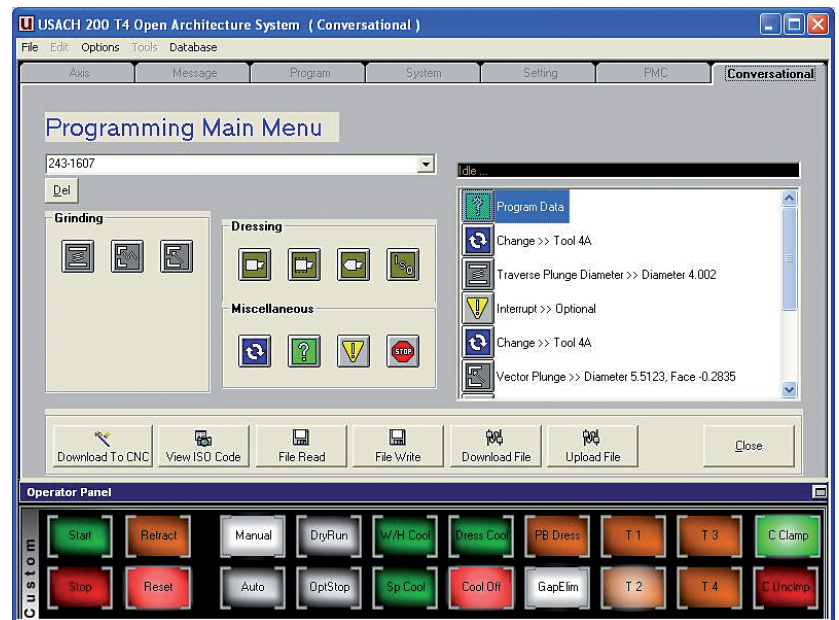 USACH 200 T4 Open Architecture System ( Conversational )
File Edit Options Tools Database
Axis Message Program System Setting PMC Conversational
Programming Main Menu
243-1607
Idle ...
Del
Program Data
Grinding
Dressing
Change >> Tool 4A
ISO
Traverse Plunge Diameter >> Diameter 4.002
Miscellaneous
Interrupt >> Optional
STOP
Change >> Tool 4A
Vector Plunge >> Diameter 5.5123, Face -0.2835
Download To CNC View ISO Code File Read File Write Download File Upload File Close
Operator Panel
Custom
Start Retract Manual DryRun W/H Cool Dress Cool PB Dress T 1 T 3 C Clamp
Stop Reset Auto OptStop Sp Cool Cool Off GapElim T 2 T 4 C Unclmp